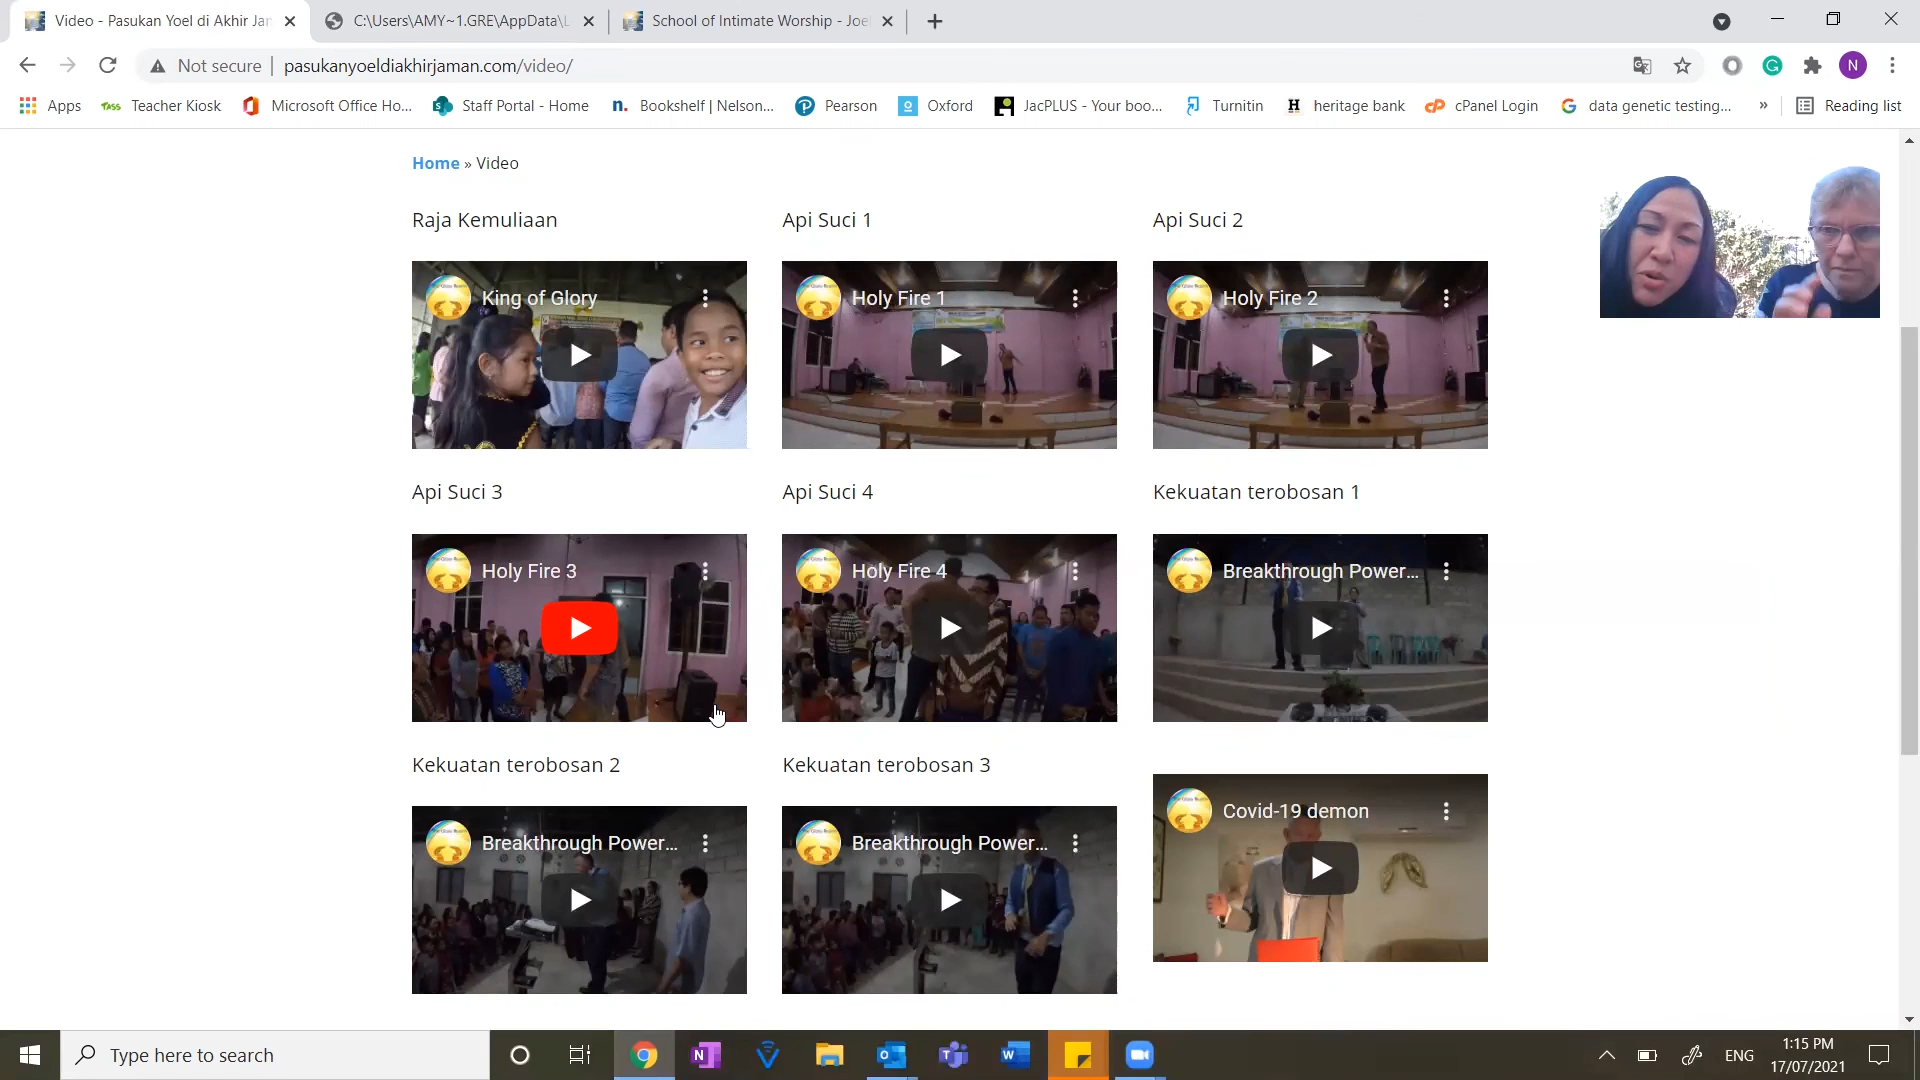 Video - Pasukan Yoel di Akhir Jan
C:\Users\AMY~1.GRE\AppData\L
School of Intimate Worship - Joel
Not secure
pasukanyoeldiakhirjaman.com/video/
N
Apps
TASS Teacher Kiosk
Microsoft Office Ho...
Staff Portal - Home
n. Bookshelf | Nelson...
Pearson
Oxford
JacPLUS - Your boo...
Turnitin
heritage bank
cPanel Login
data genetic testing...
»
Reading list
Home » Video
Raja Kemuliaan
Api Suci 1
Api Suci 2
King of Glory
Holy Fire 1
Holy Fire 2
Api Suci 3
Api Suci 4
Kekuatan terobosan 1
Holy Fire 3
Holy Fire 4
Breakthrough Power...
Kekuatan terobosan 2
Kekuatan terobosan 3
Covid-19 demon
Breakthrough Power...
Breakthrough Power...
Type here to search
ENG
1:15 PM
17/07/2021